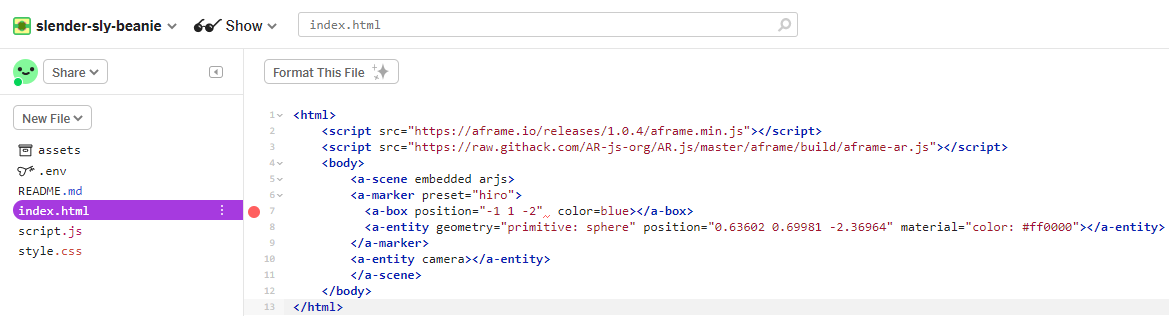 slender-sly-beanie Show index.html
Share Format This File
New File
assets
.env
README.md
index.html
script.js
style.css
1 <html>
2 <script src="https://aframe.io/releases/1.0.4/aframe.min.js"></script>
3 <script src="https://raw.githack.com/AR-js-org/AR.js/master/aframe/build/aframe-ar.js"></script>
4 <body>
5 <a-scene embedded arjs>
6 <a-marker preset="hiro">
7 <a-box position="-1 1 -2", color=blue></a-box>
8 <a-entity geometry="primitive: sphere" position="0.63602 0.69981 -2.36964" material="color: #ff0000"></a-entity>
9 </a-marker>
10 <a-entity camera></a-entity>
11 </a-scene>
12 </body>
13 </html>